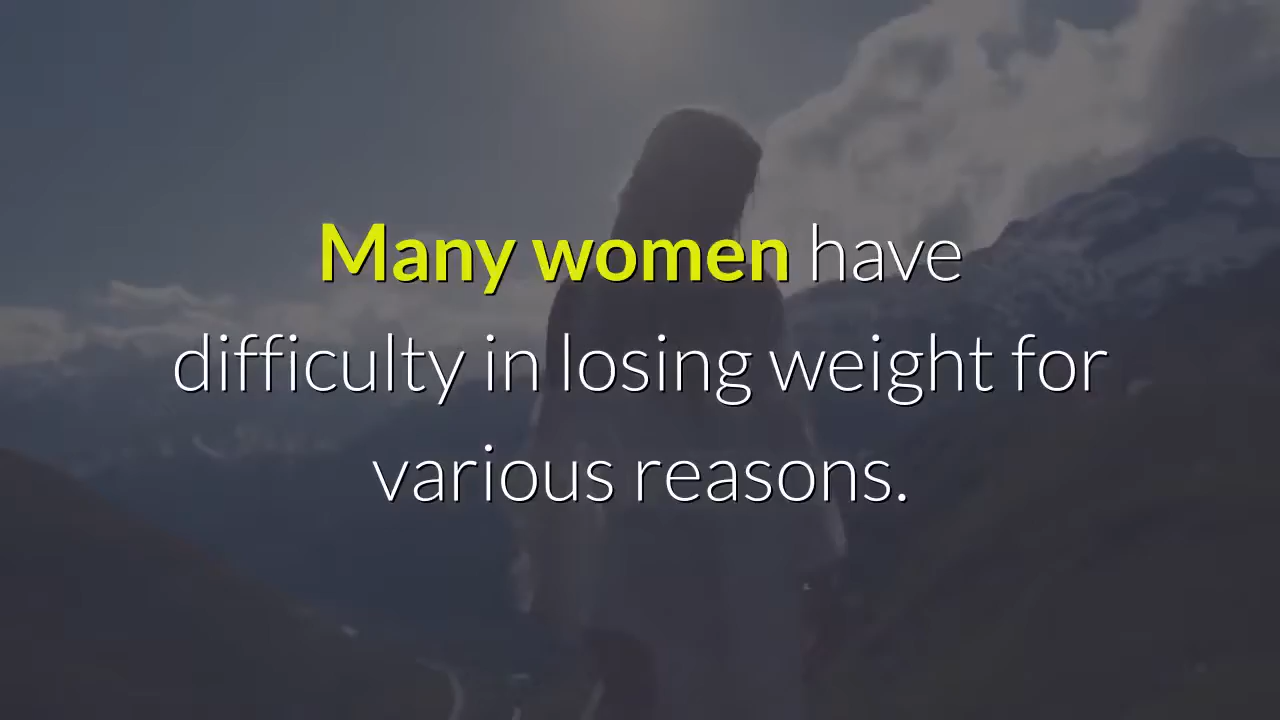 Many women have
difficulty in losing weight for
various reasons.